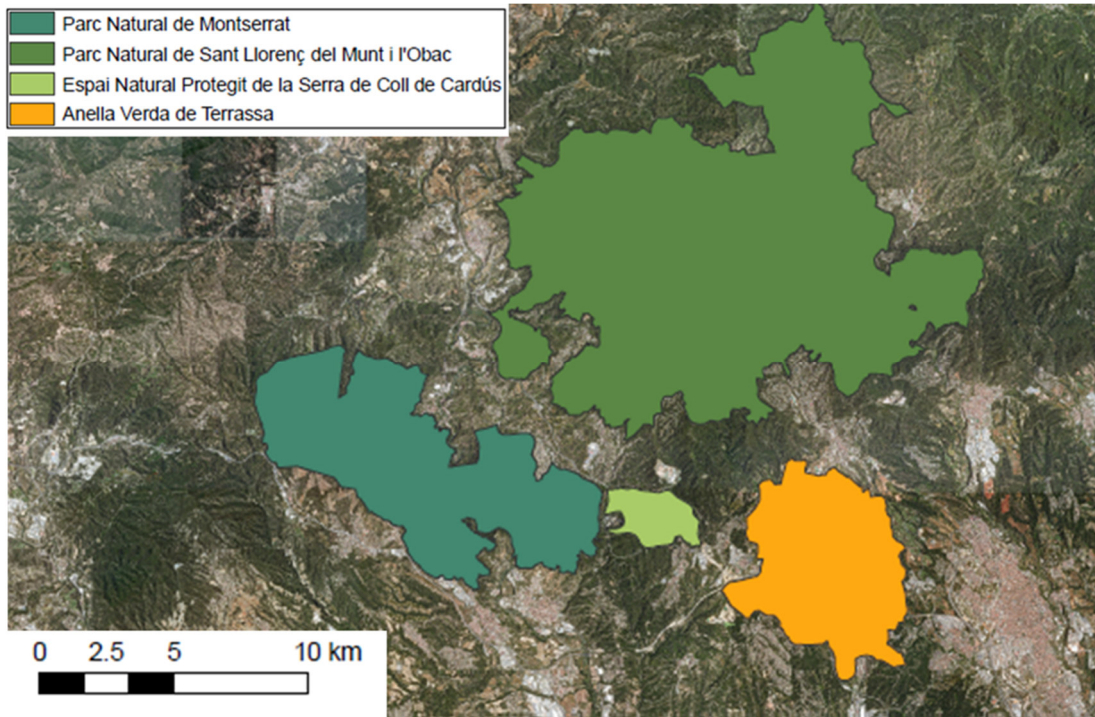 Parc Natural de Montserrat
Parc Natural de Sant Llorenç del Munt i l'Obac
Espai Natural Protegit de la Serra de Coll de Cardús
Anella Verda de Terrassa
0 2.5 5 10 km